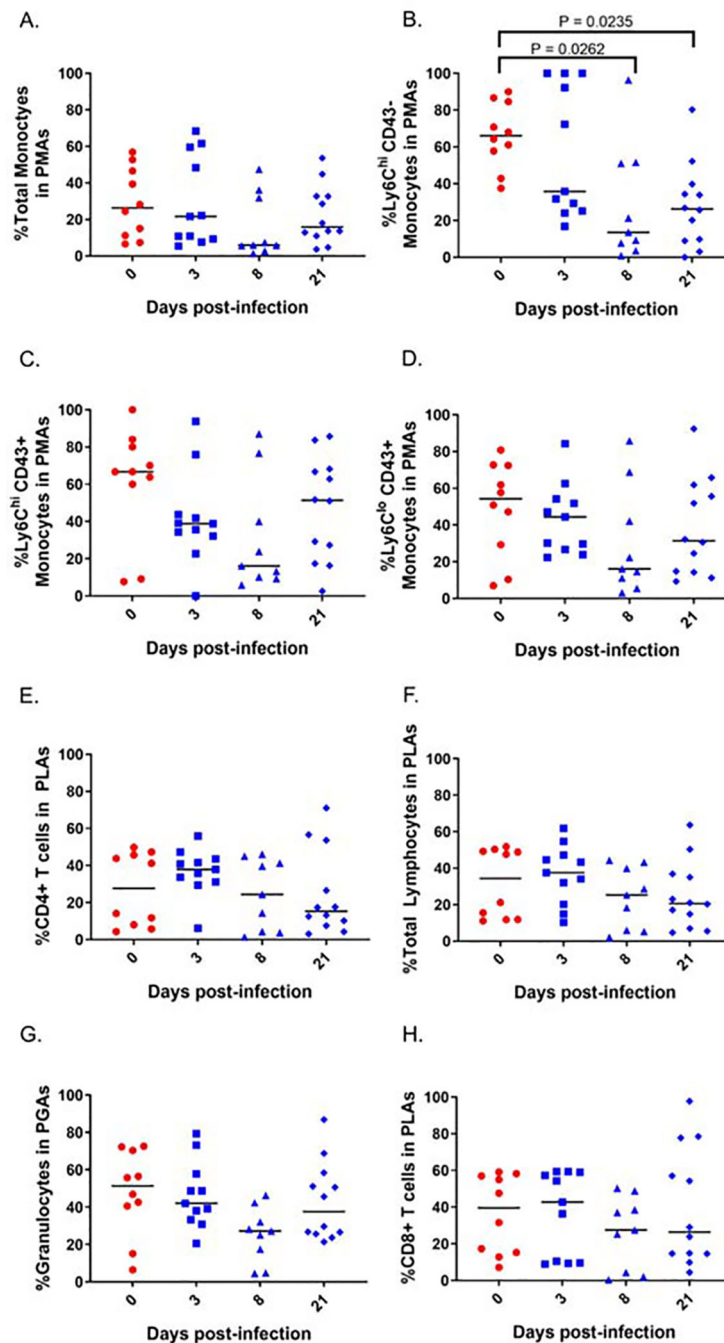 A.
B.
P = 0.0235
P = 0.0262
%Total Monoctyes
in PMAs
100
80
60
40
20
0
0
3
8
21
Days post-infection
%Ly6Chi CD43-
Monocytes in PMAs
100
80
60
40
20
0
0
3
8
21
Days post-infection
C.
D.
%Ly6Chi CD43+
Monocytes in PMAs
100
80
60
40
20
0
0
3
8
21
Days post-infection
%Ly6Clo CD43+
Monocytes in PMAs
100
80
60
40
20
0
0
3
8
21
Days post-infection
E.
F.
%CD4+ T cells in PLAs
100
80
60
40
20
0
0
3
8
21
Days post-infection
%Total Lymphocytes in PLAs
100
80
60
40
20
0
0
3
8
21
Days post-infection
G.
H.
%Granulocytes in PGAs
100
80
60
40
20
0
0
3
8
21
Days post-infection
%CD8+ T cells in PLAs
100
80
60
40
20
0
0
3
8
21
Days post-infection